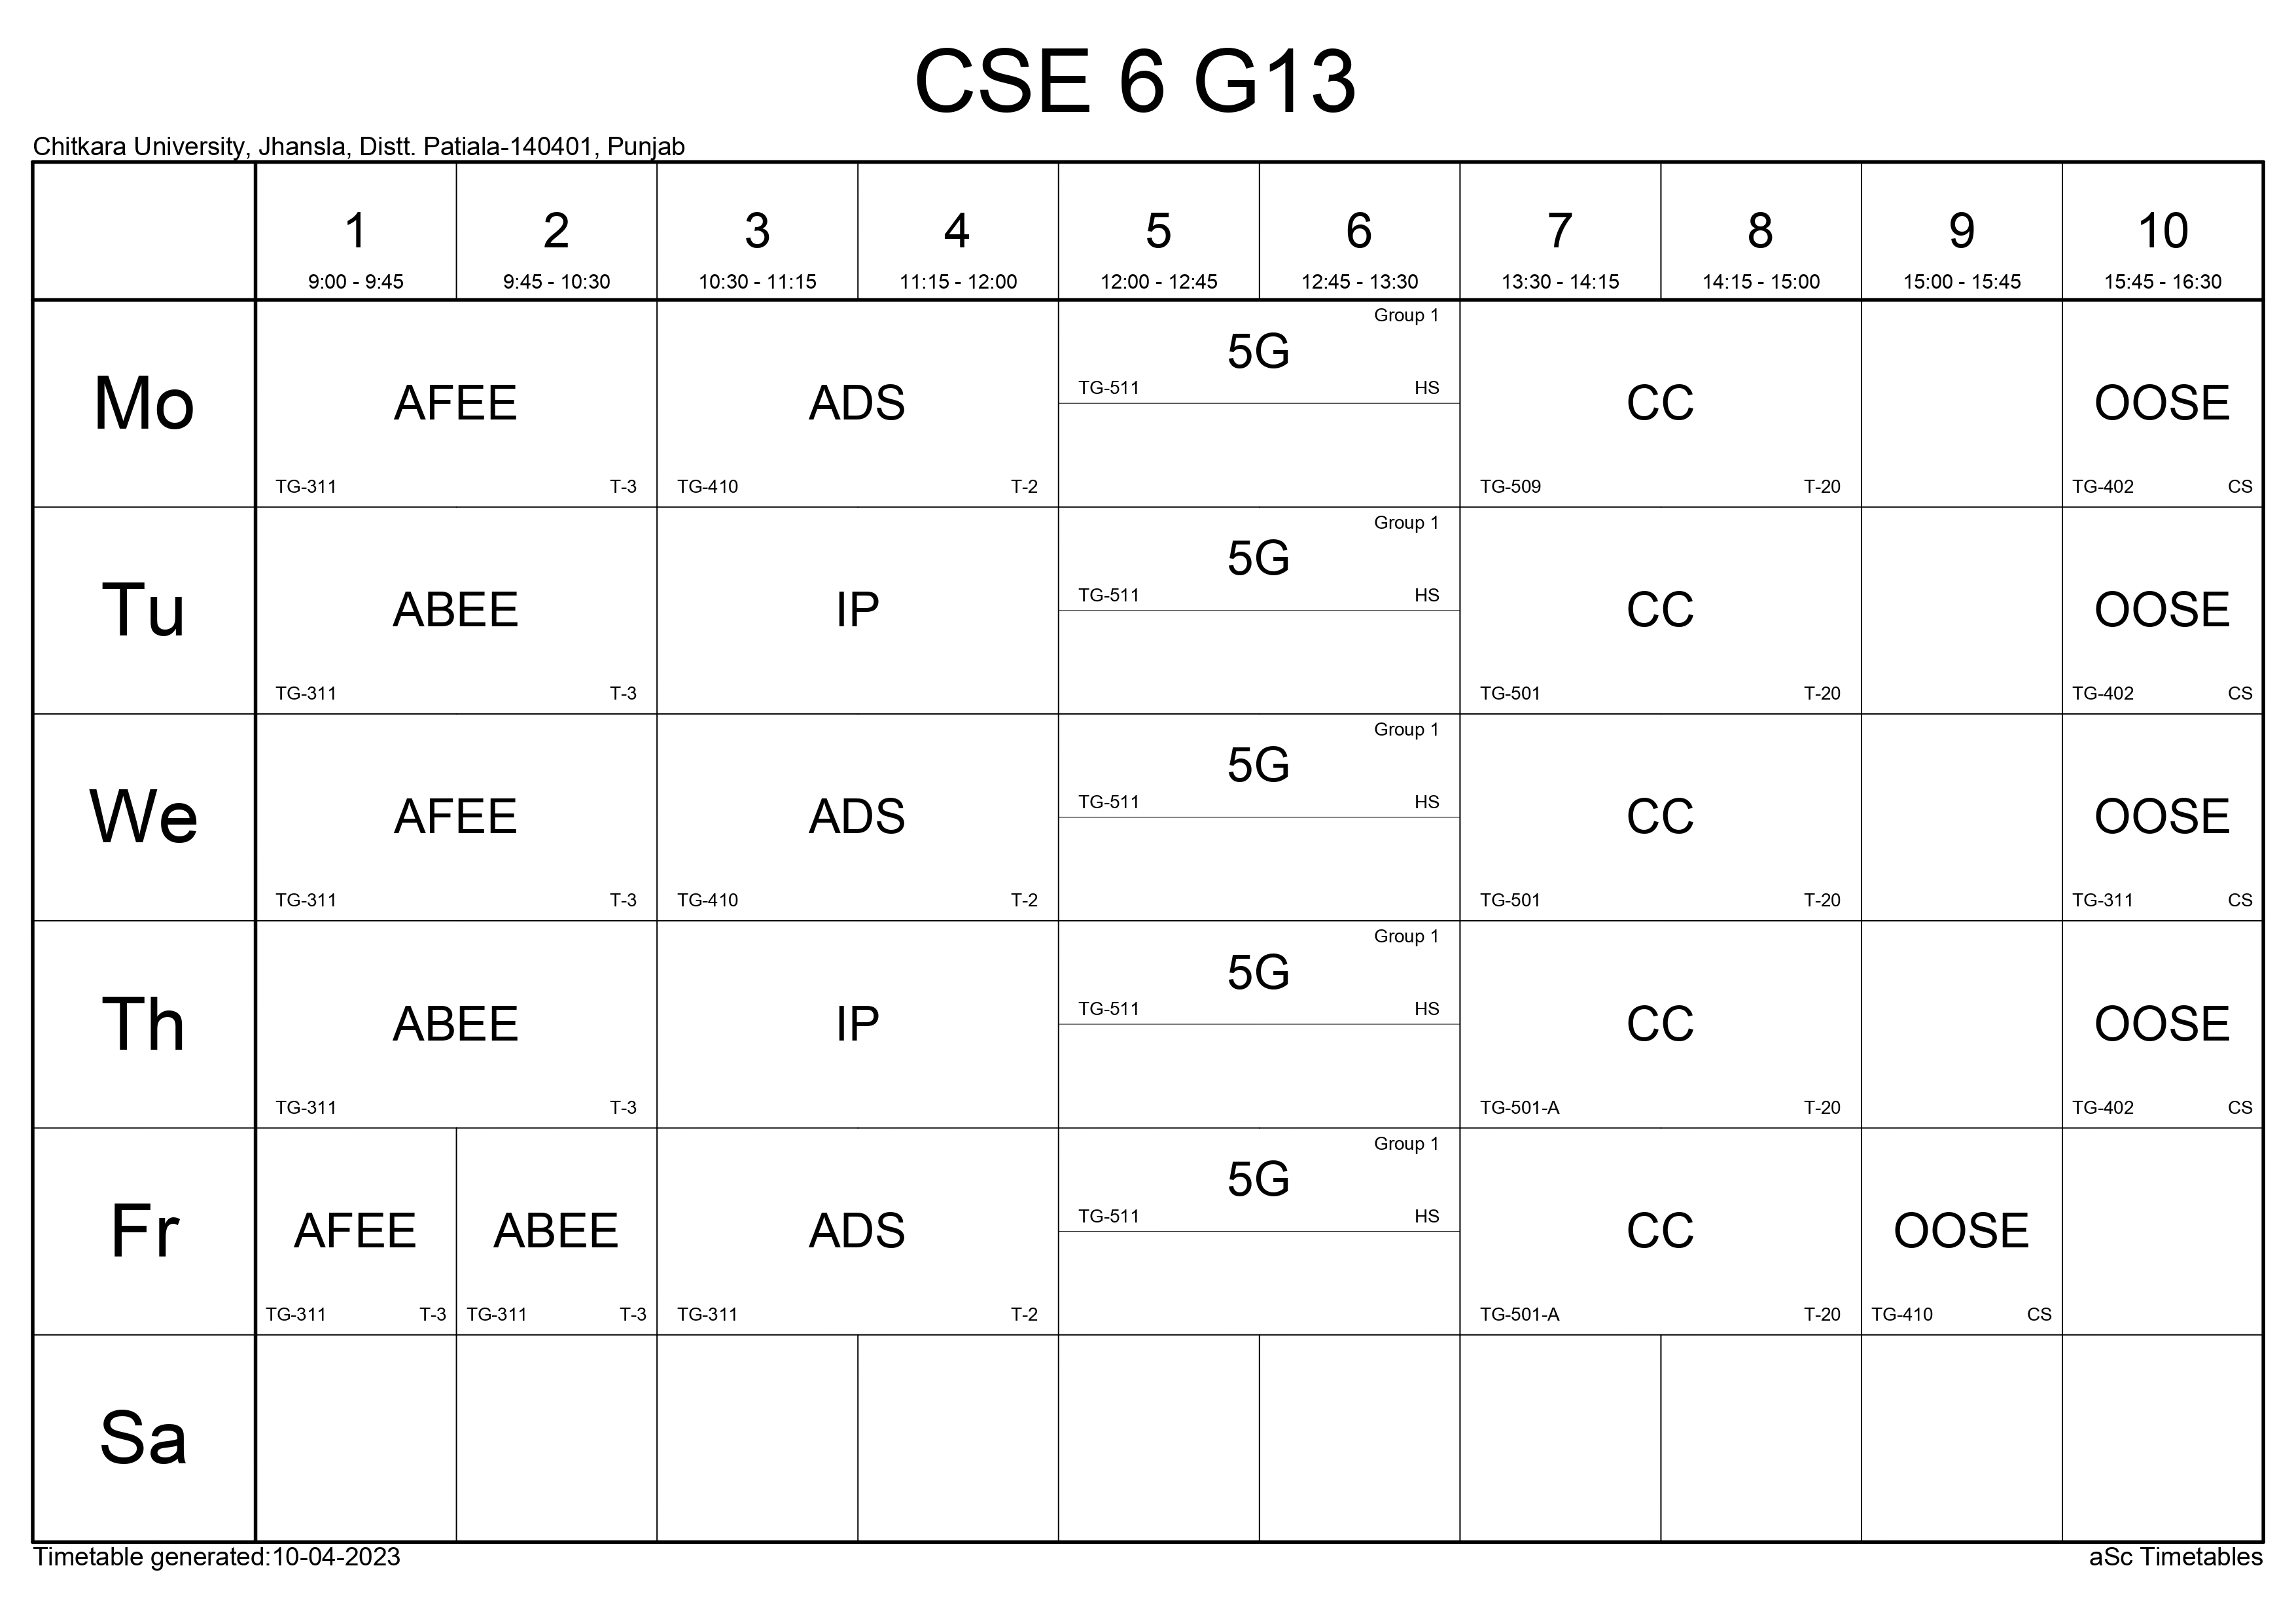 CSE 6 G13
Chitkara University, Jhansla, Distt. Patiala-140401, Punjab
1 2 3 4 5 6 7 8 9 10
9:00 - 9:45 9:45 - 10:30 10:30 - 11:15 11:15 - 12:00 12:00 - 12:45 12:45 - 13:30 13:30 - 14:15 14:15 - 15:00 15:00 - 15:45 15:45 - 16:30
Group 1
5G
TG-511 HS
Mo AFEE ADS CC OOSE
TG-311 T-3 TG-410 T-2 TG-509 T-20 TG-402 CS
Group 1
5G
TG-511 HS
Tu ABEE IP CC OOSE
TG-311 T-3 TG-501 T-20 TG-402 CS
Group 1
5G
TG-511 HS
We AFEE ADS CC OOSE
TG-311 T-3 TG-410 T-2 TG-501 T-20 TG-311 CS
Group 1
5G
TG-511 HS
Th ABEE IP CC OOSE
TG-311 T-3 TG-501-A T-20 TG-402 CS
Group 1
5G
TG-511 HS
Fr AFEE ABEE ADS CC OOSE
TG-311 T-3 TG-311 T-3 TG-311 T-2 TG-501-A T-20 TG-410 CS
Sa
Timetable generated:10-04-2023 aSc Timetables